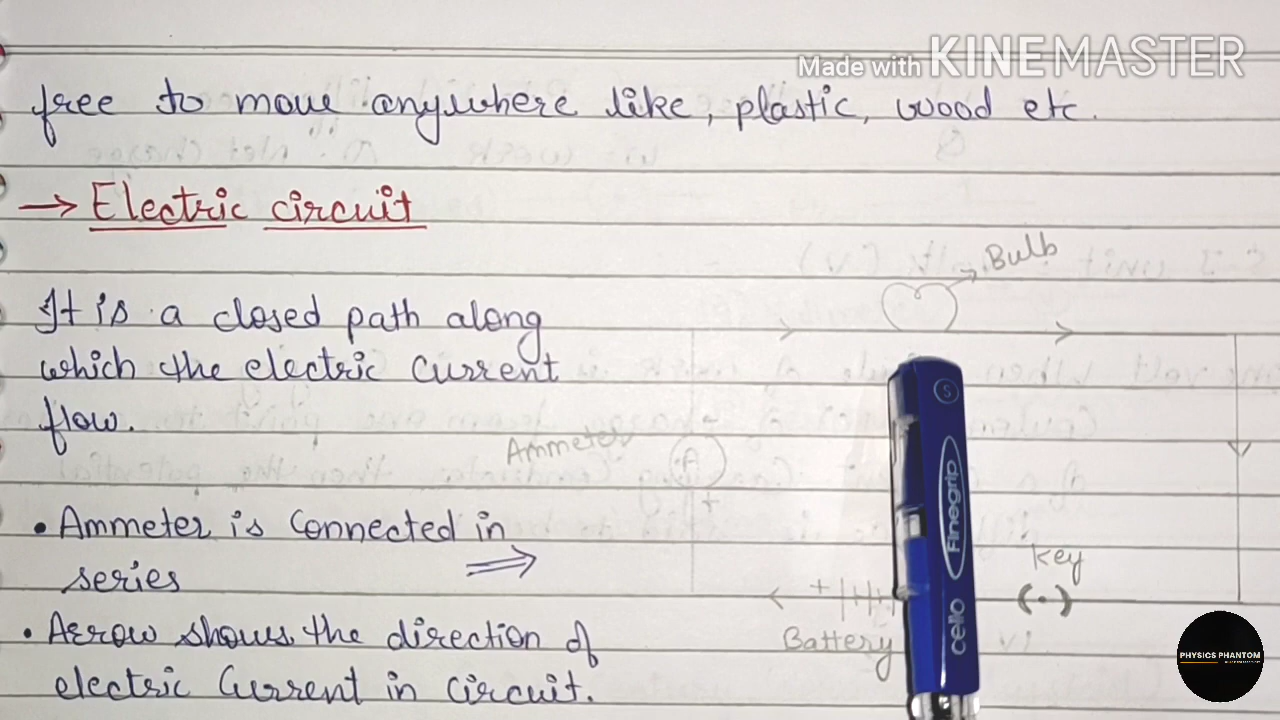 Made with KINEMASTER
free to move anywhere like, plastic, wood etc.
→ Electric circuit
Bulb
It is a closed path along
which the electric current
flow.
Ammeter
-
A
+
• Ammeter is connected in
series
Key
+
(·)
Battery
• Arrow shows the direction of
electric current in circuit.
S
Finegrip
cello
PHYSICS PHANTOM